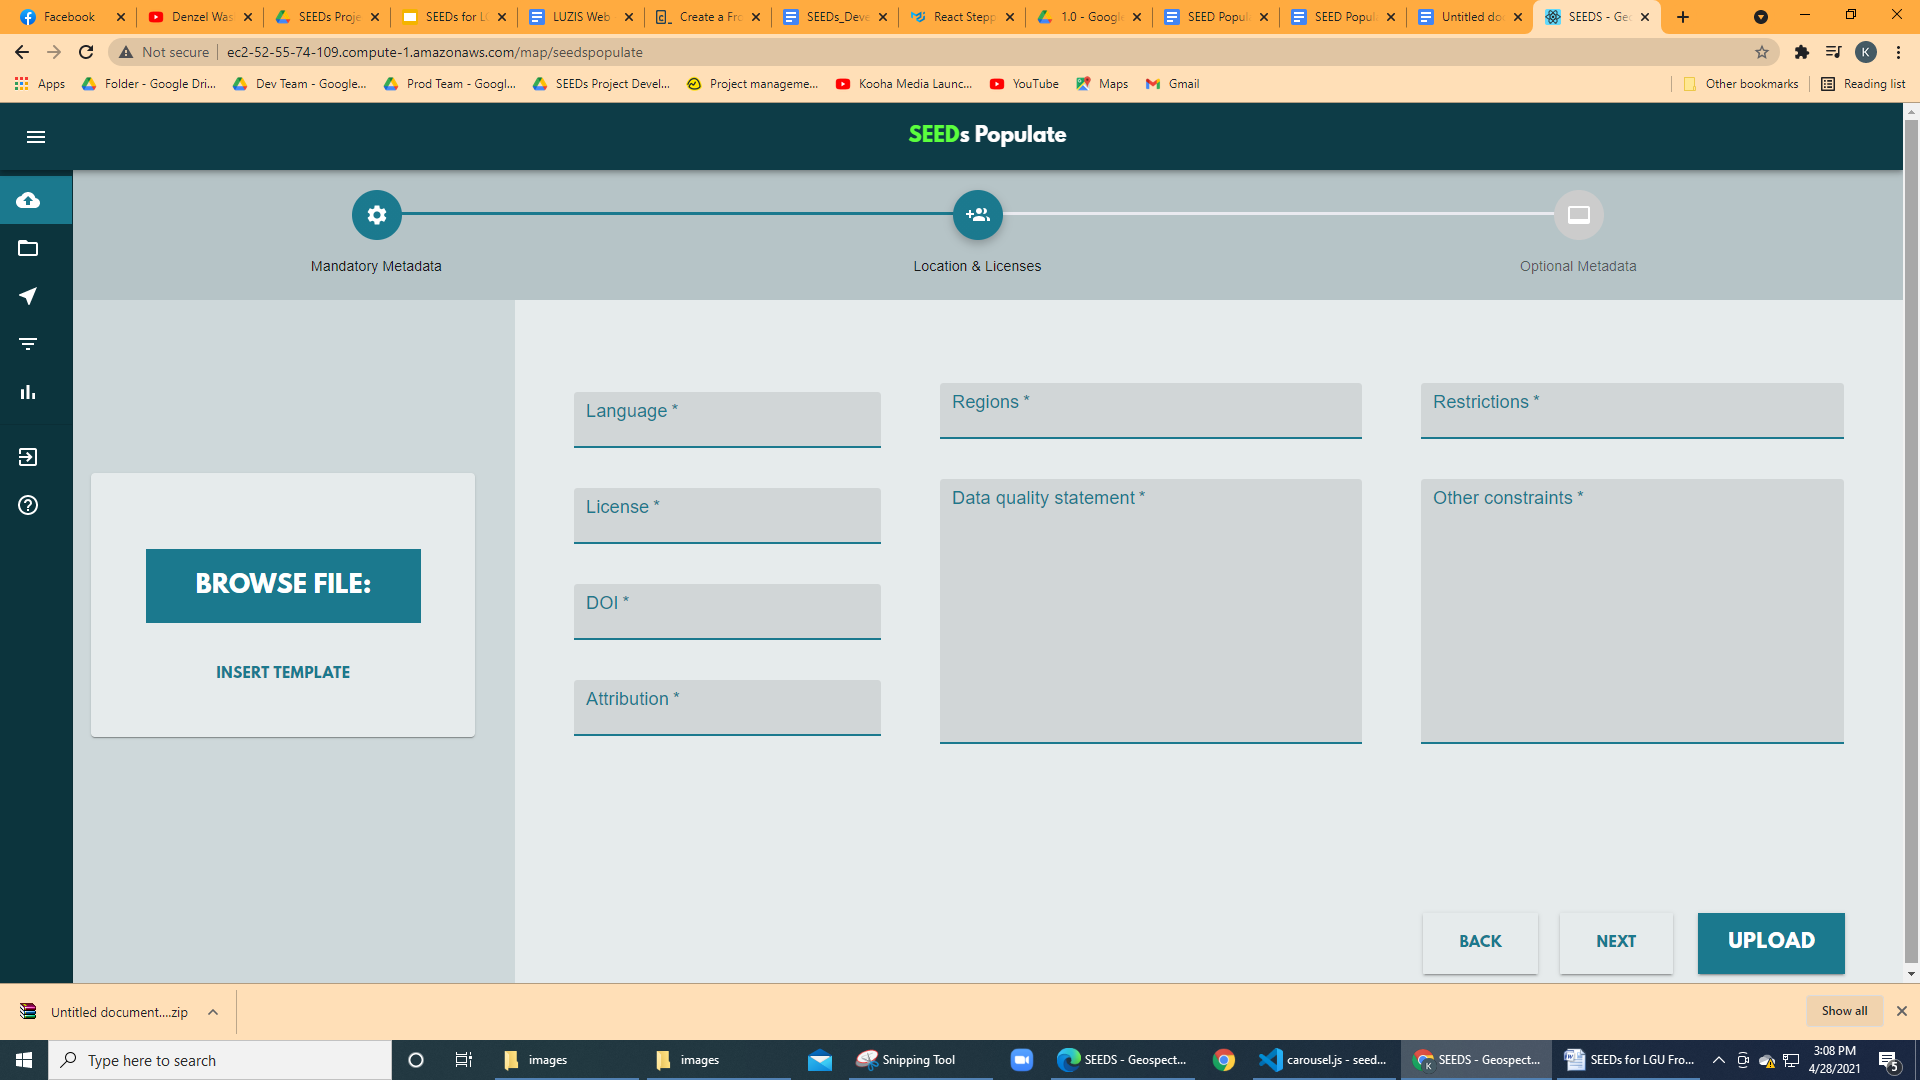 Facebook
Denzel Was
SEEDs Proje
SEEDs for L
LUZIS Web
Create a Fro
SEEDs_Deve
React Stepp
1.0 - Google
SEED Popul
SEED Popul
Untitled do
SEEDS - Geo
Not secure
ec2-52-55-74-109.compute-1.amazonaws.com/map/seedspopulate
K
Apps
Folder - Google Dri...
Dev Team - Google...
Prod Team - Googl...
SEEDs Project Devel...
Project manageme...
Kooha Media Launc...
YouTube
Maps
Gmail
Other bookmarks
Reading list
SEEDs Populate
Mandatory Metadata
Location & Licenses
Optional Metadata
Language *
Regions *
Restrictions *
License *
Data quality statement *
Other constraints *
DOI *
Attribution *
BROWSE FILE:
INSERT TEMPLATE
BACK
NEXT
UPLOAD
Untitled document....zip
Show all
Type here to search
images
images
Snipping Tool
SEEDS - Geospect...
carousel.js - seed...
SEEDS - Geospect...
SEEDs for LGU Fro...
3:08 PM
4/28/2021
5